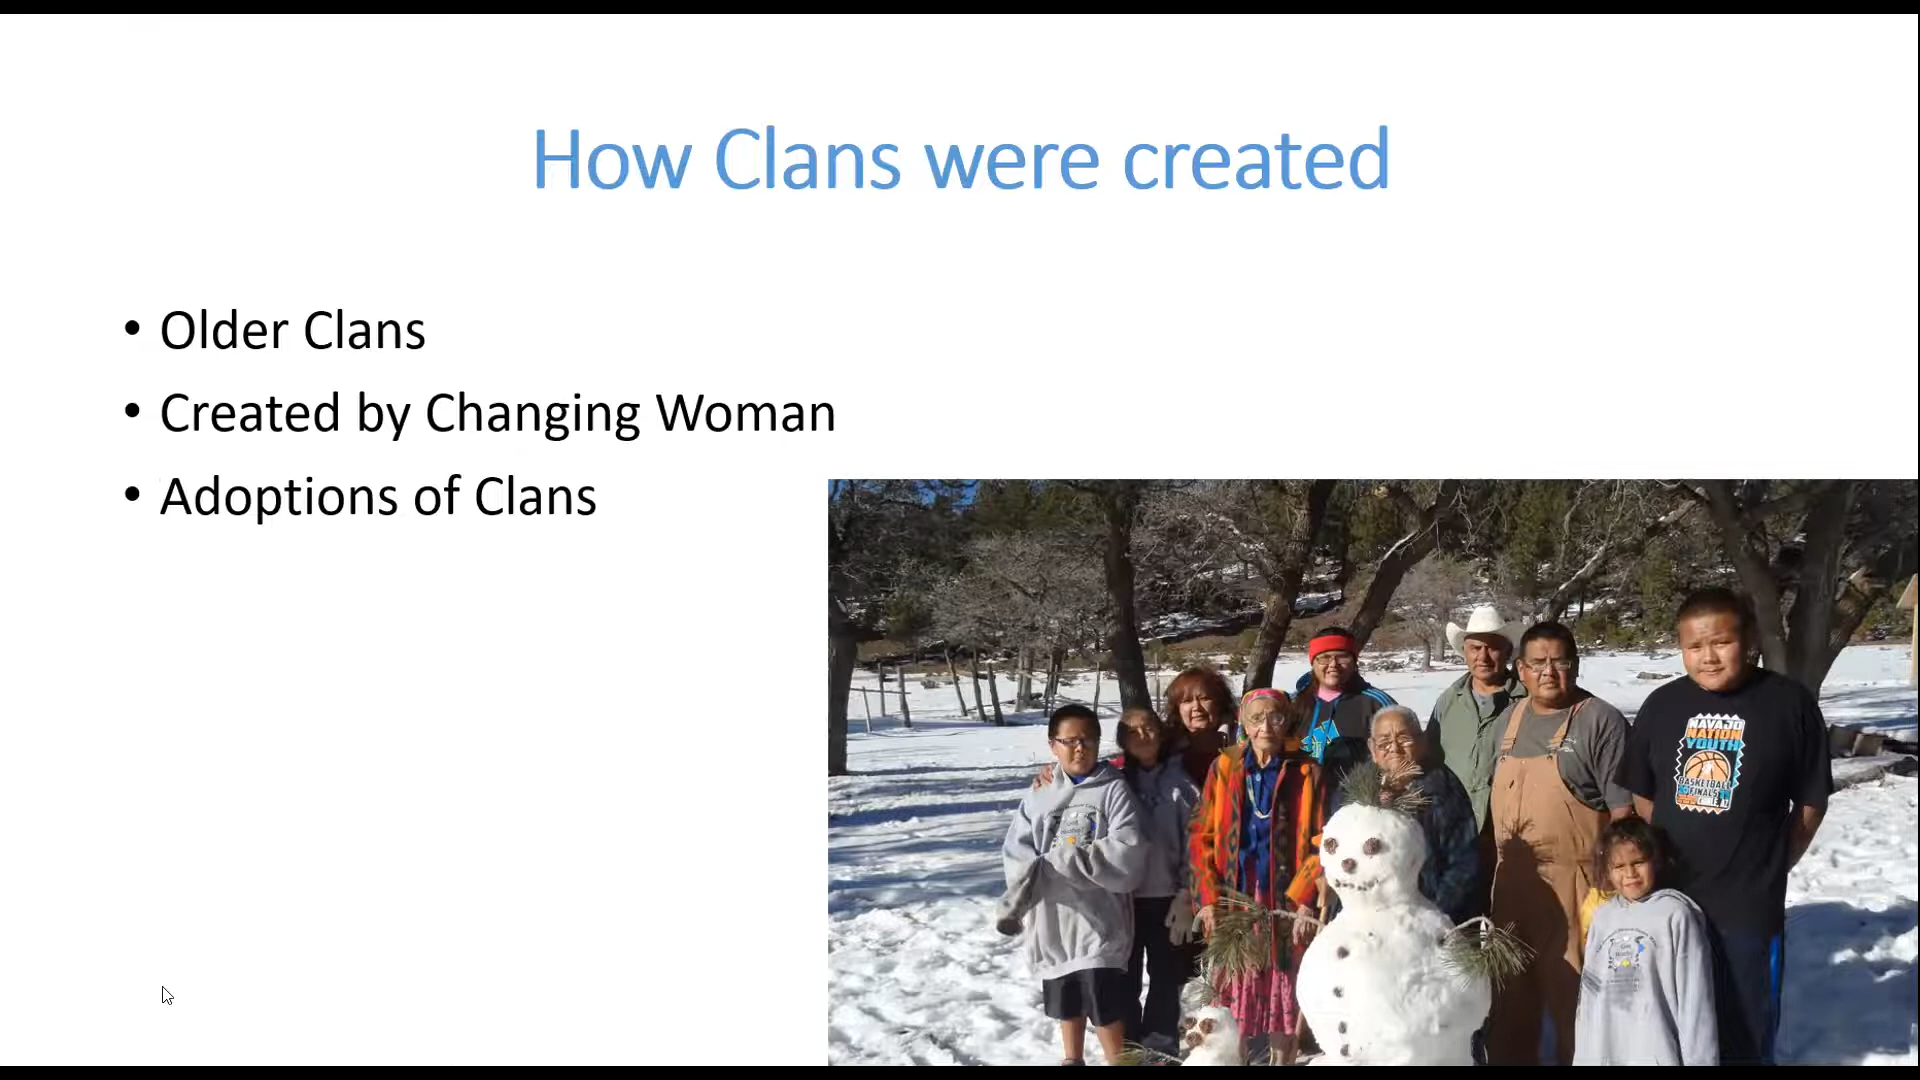 How Clans were created
• Older Clans
• Created by Changing Woman
• Adoptions of Clans
NAVAJO
NATION
YOUTH
BASKETBALL
FINALS